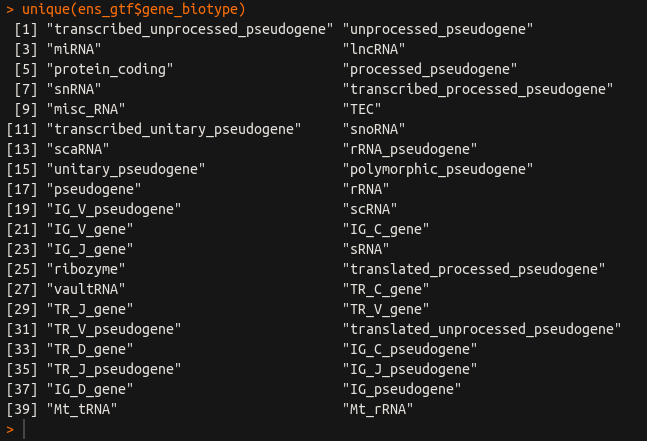 > unique(ens_gtf$gene_biotype)
[1] "transcribed_unprocessed_pseudogene" "unprocessed_pseudogene"
[3] "miRNA" "lncRNA"
[5] "protein_coding" "processed_pseudogene"
[7] "snRNA" "transcribed_processed_pseudogene"
[9] "misc_RNA" "TEC"
[11] "transcribed_unitary_pseudogene" "snoRNA"
[13] "scaRNA" "rRNA_pseudogene"
[15] "unitary_pseudogene" "polymorphic_pseudogene"
[17] "pseudogene" "rRNA"
[19] "IG_V_pseudogene" "scRNA"
[21] "IG_V_gene" "IG_C_gene"
[23] "IG_J_gene" "sRNA"
[25] "ribozyme" "translated_processed_pseudogene"
[27] "vaultRNA" "TR_C_gene"
[29] "TR_J_gene" "TR_V_gene"
[31] "TR_V_pseudogene" "translated_unprocessed_pseudogene"
[33] "TR_D_gene" "IG_C_pseudogene"
[35] "TR_J_pseudogene" "IG_J_pseudogene"
[37] "IG_D_gene" "IG_pseudogene"
[39] "Mt_tRNA" "Mt_rRNA"
>